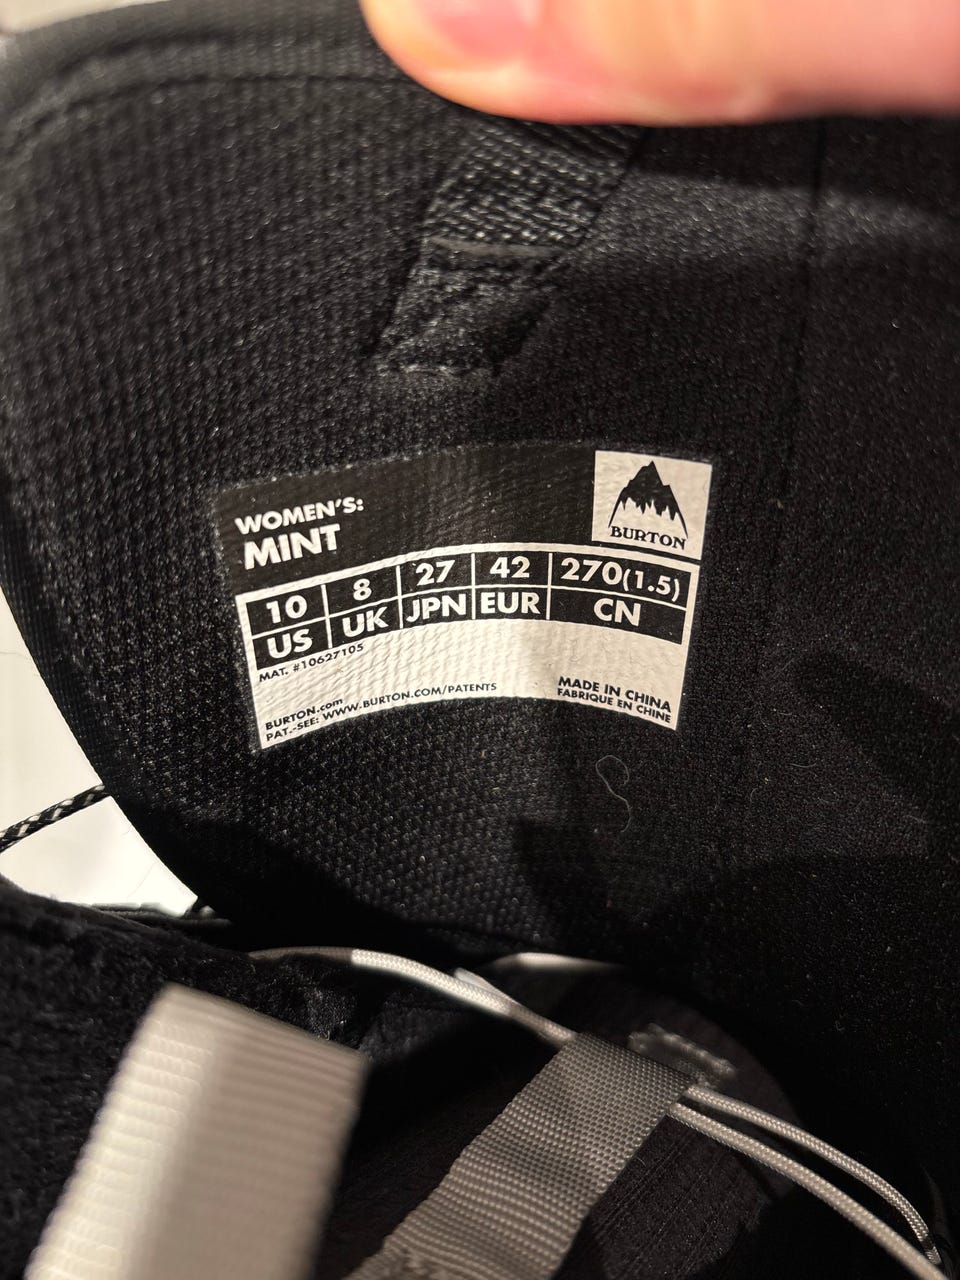 WOMEN'S:
MINT
BURTON
10 8 27 42 270(1.5)
US UK JPN EUR CN
MAT. #10627105
BURTON.com
PAT.-SEE: WWW.BURTON.COM/PATENTS
MADE IN CHINA
FABRIQUE EN CHINE